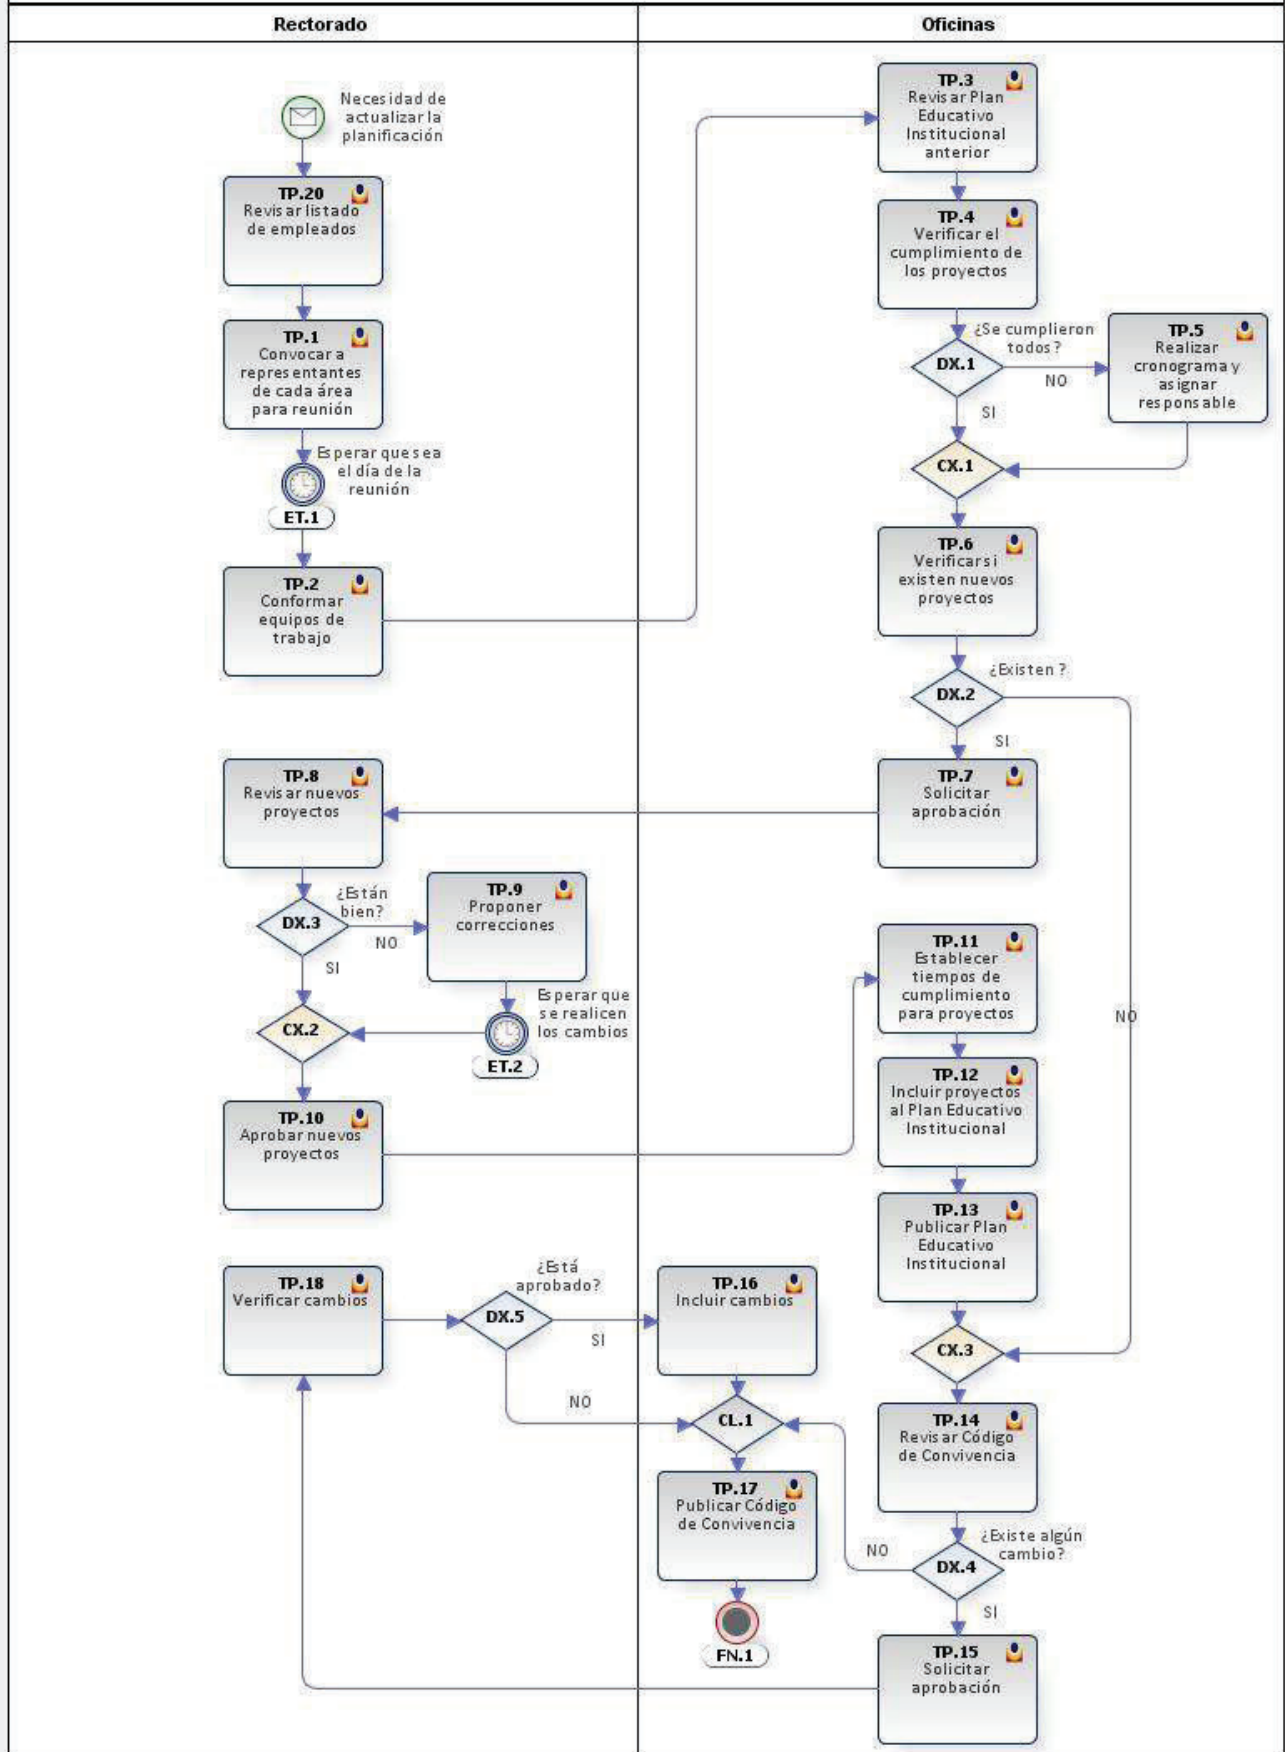 Rectorado
Oficinas
Necesidad de
actualizar la
planificación
TP.20
Revisar listado
de empleados
TP.1
Convocar a
representantes
de cada área
para reunión
Esperar que sea
el día de la
reunión
ET.1
TP.2
Conformar
equipos de
trabajo
TP.3
Revisar Plan
Educativo
Institucional
anterior
TP.4
Verificar el
cumplimiento de
los proyectos
¿Se cumplieron
todos?
DX.1
NO
SI
TP.5
Realizar
cronograma y
asignar
responsable
CX.1
TP.6
Verificar si
existen nuevos
proyectos
¿Existen ?
DX.2
SI
NO
TP.7
Solicitar
aprobación
TP.8
Revisar nuevos
proyectos
¿Están
bien?
DX.3
NO
SI
TP.9
Proponer
correcciones
Esperar que
se realicen
los cambios
ET.2
CX.2
TP.10
Aprobar nuevos
proyectos
TP.11
Establecer
tiempos de
cumplimiento
para proyectos
TP.12
Incluir proyectos
al Plan Educativo
Institucional
TP.13
Publicar Plan
Educativo
Institucional
CX.3
TP.14
Revisar Código
de Convivencia
¿Existe algún
cambio?
DX.4
NO
SI
TP.15
Solicitar
aprobación
TP.18
Verificar cambios
¿Está
aprobado?
DX.5
SI
NO
TP.16
Incluir cambios
CL.1
TP.17
Publicar Código
de Convivencia
FN.1